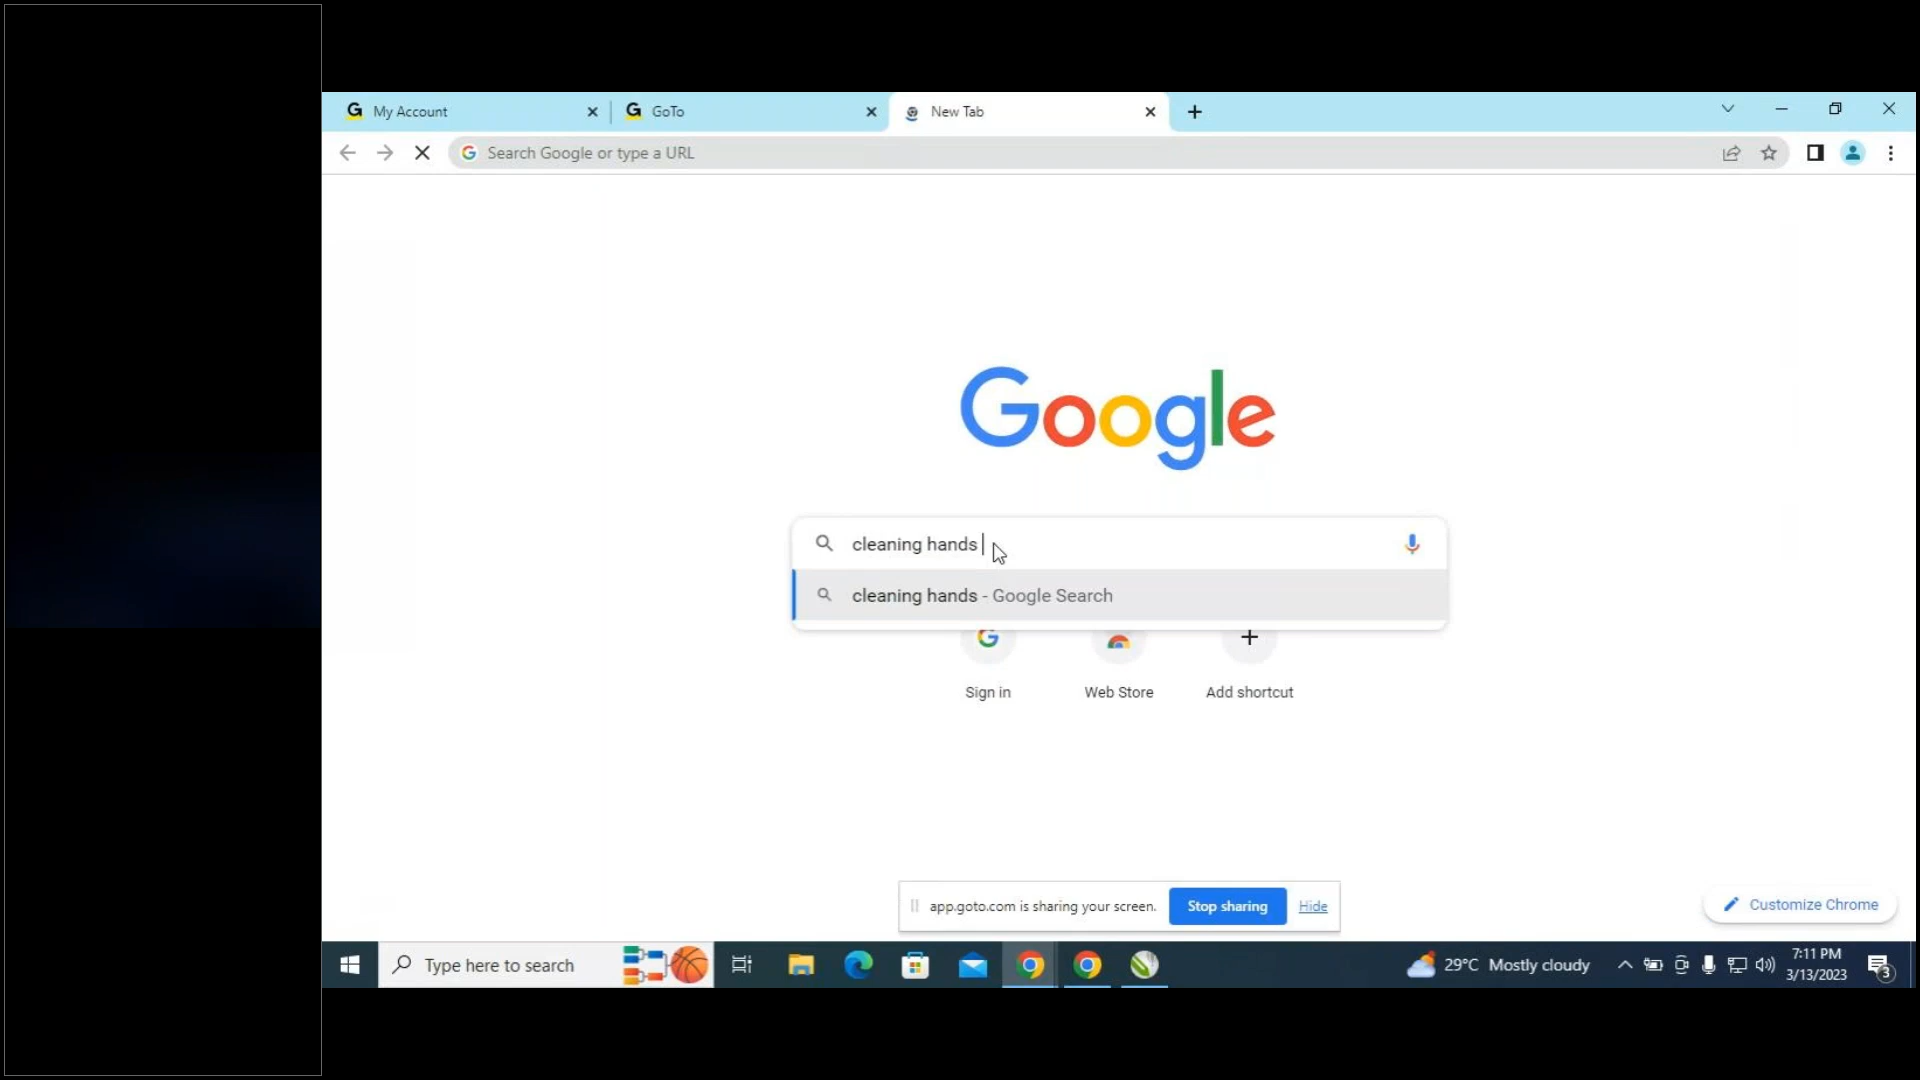 My Account
GoTo
New Tab
Search Google or type a URL
Google
cleaning hands
cleaning hands - Google Search
Sign in
Web Store
Add shortcut
app.goto.com is sharing your screen.
Stop sharing
Hide
Customize Chrome
Type here to search
29°C Mostly cloudy
7:11 PM
3/13/2023
3